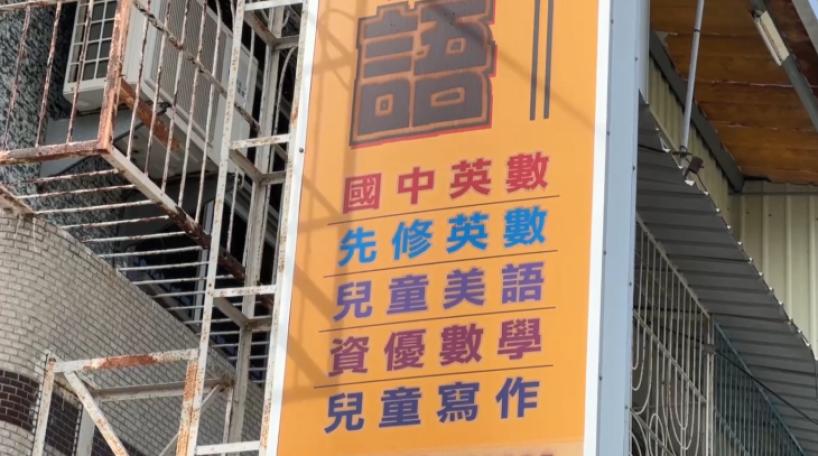 語
國中英數
先修英數
兒童美語
資優數學
兒童寫作